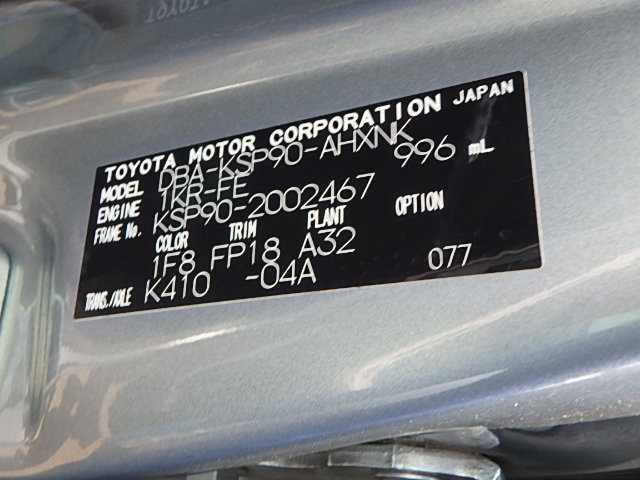 TOYOTA MOTOR CORPORATION JAPAN
MODEL DBA-KSP90-AHXNK
ENGINE 1KR-FE 996 mL
FRAME No. KSP90-2002467
COLOR TRIM PLANT OPTION
1F8 FP18 A32
TRANS./AXLE K410 -04A 077